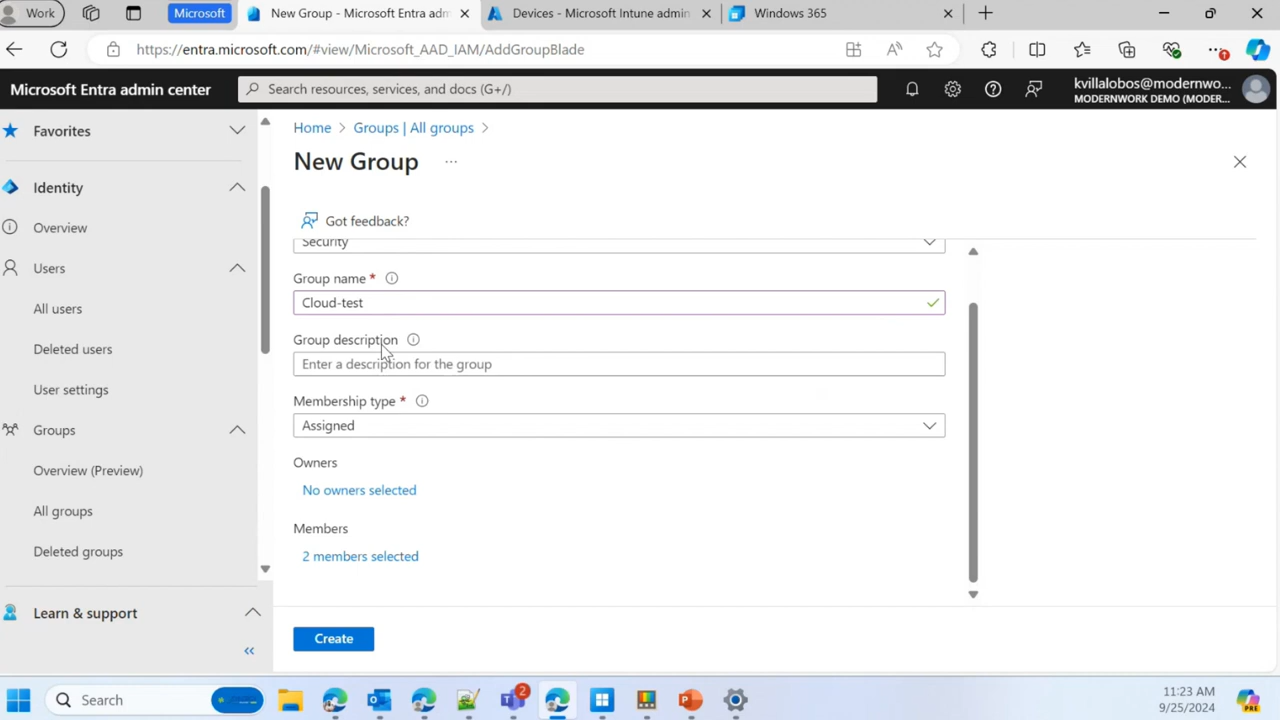 Work
Microsoft
New Group - Microsoft Entra adm
Devices - Microsoft Intune admin
Windows 365
https://entra.microsoft.com/#view/Microsoft_AAD_IAM/AddGroupBlade
Microsoft Entra admin center
Search resources, services, and docs (G+/)
kvillalobos@modernwo...
MODERNWORK DEMO (MODER...
Favorites
Identity
Overview
Users
All users
Deleted users
User settings
Groups
Overview (Preview)
All groups
Deleted groups
Learn & support
Home > Groups | All groups >
New Group ...
Got feedback?
Security
Group name *
Cloud-test
Group description
Enter a description for the group
Membership type *
Assigned
Owners
No owners selected
Members
2 members selected
Create
Search
2
11:23 AM
9/25/2024
PRE